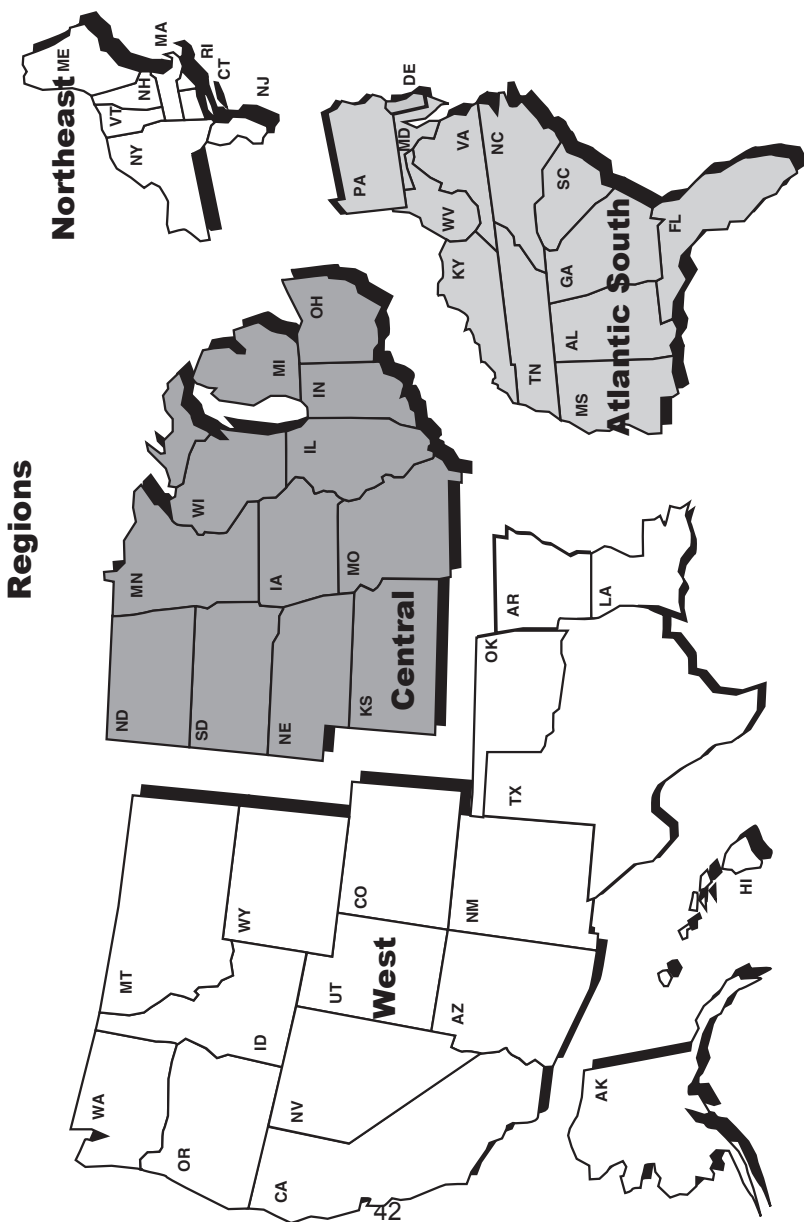 Regions
Northeast
ME
VT
NH
MA
NY
RI
CT
NJ
Central
ND
MN
SD
WI
MI
NE
IA
IL
IN
OH
KS
MO
Atlantic South
PA
DE
MD
WV
VA
KY
NC
TN
SC
MS
AL
GA
FL
West
WA
MT
OR
ID
WY
NV
UT
CO
CA
AZ
NM
OK
AR
TX
LA
AK
HI
42